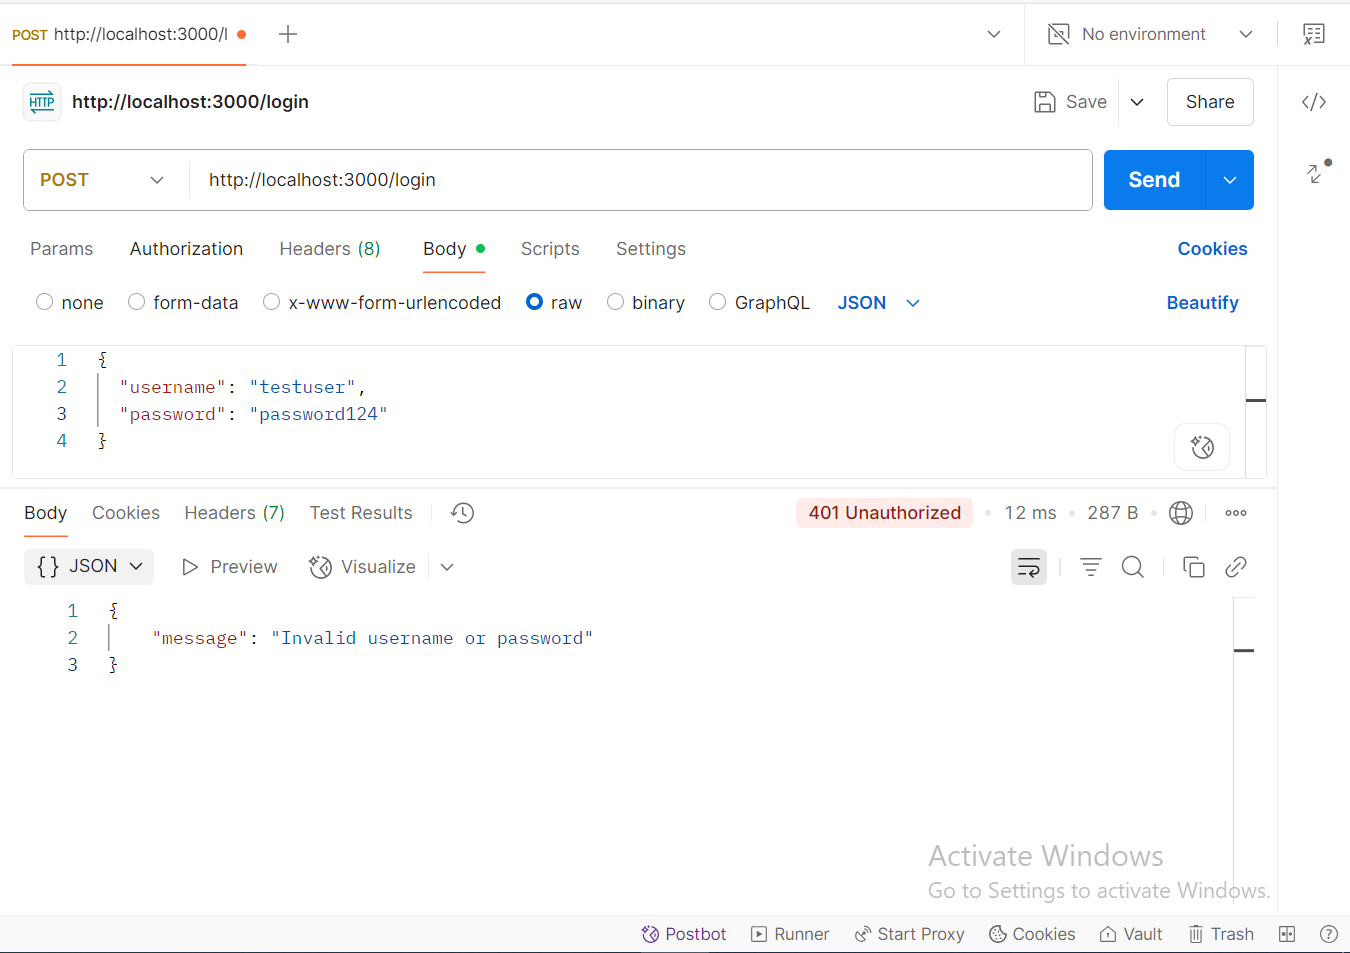 POST http://localhost:3000/l
No environment
HTTP http://localhost:3000/login
Save
Share
POST http://localhost:3000/login
Send
Params Authorization Headers (8) Body Scripts Settings Cookies
none form-data x-www-form-urlencoded raw binary GraphQL JSON Beautify
1 {
2 "username": "testuser",
3 "password": "password124"
4 }
Body Cookies Headers (7) Test Results 401 Unauthorized 12 ms 287 B
{} JSON Preview Visualize
1 {
2 "message": "Invalid username or password"
3 }
Activate Windows
Go to Settings to activate Windows.
Postbot Runner Start Proxy Cookies Vault Trash